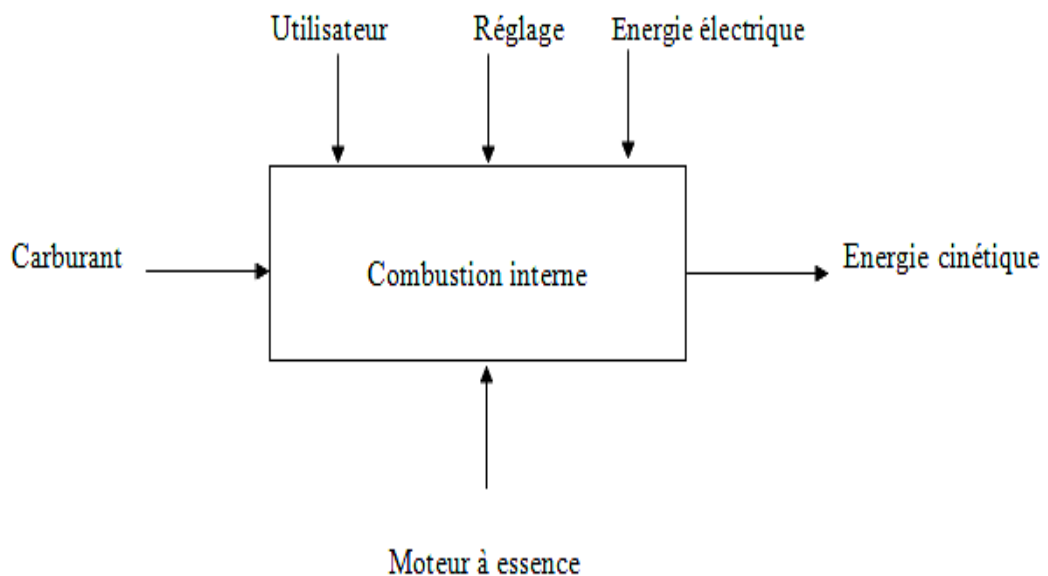 Utilisateur Réglage Energie électrique
Carburant
Combustion interne
Energie cinétique
Moteur à essence